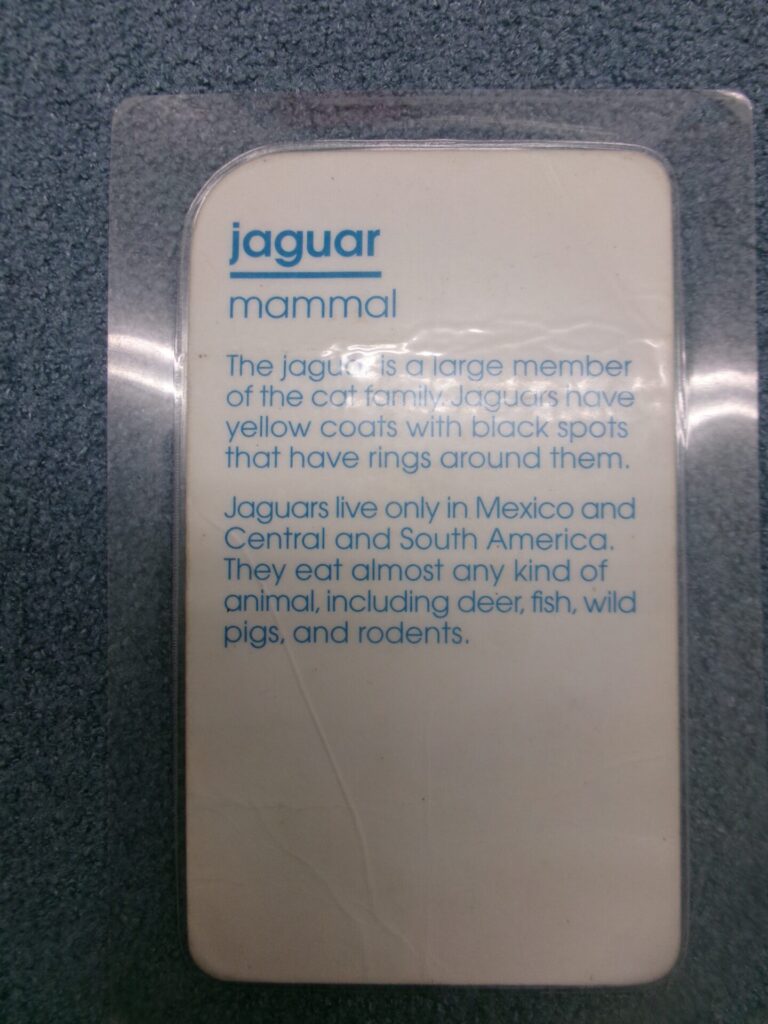 jaguar
mammal
The jaguar is a large member
of the cat family. Jaguars have
yellow coats with black spots
that have rings around them.
Jaguars live only in Mexico and
Central and South America.
They eat almost any kind of
animal, including deer, fish, wild
pigs, and rodents.